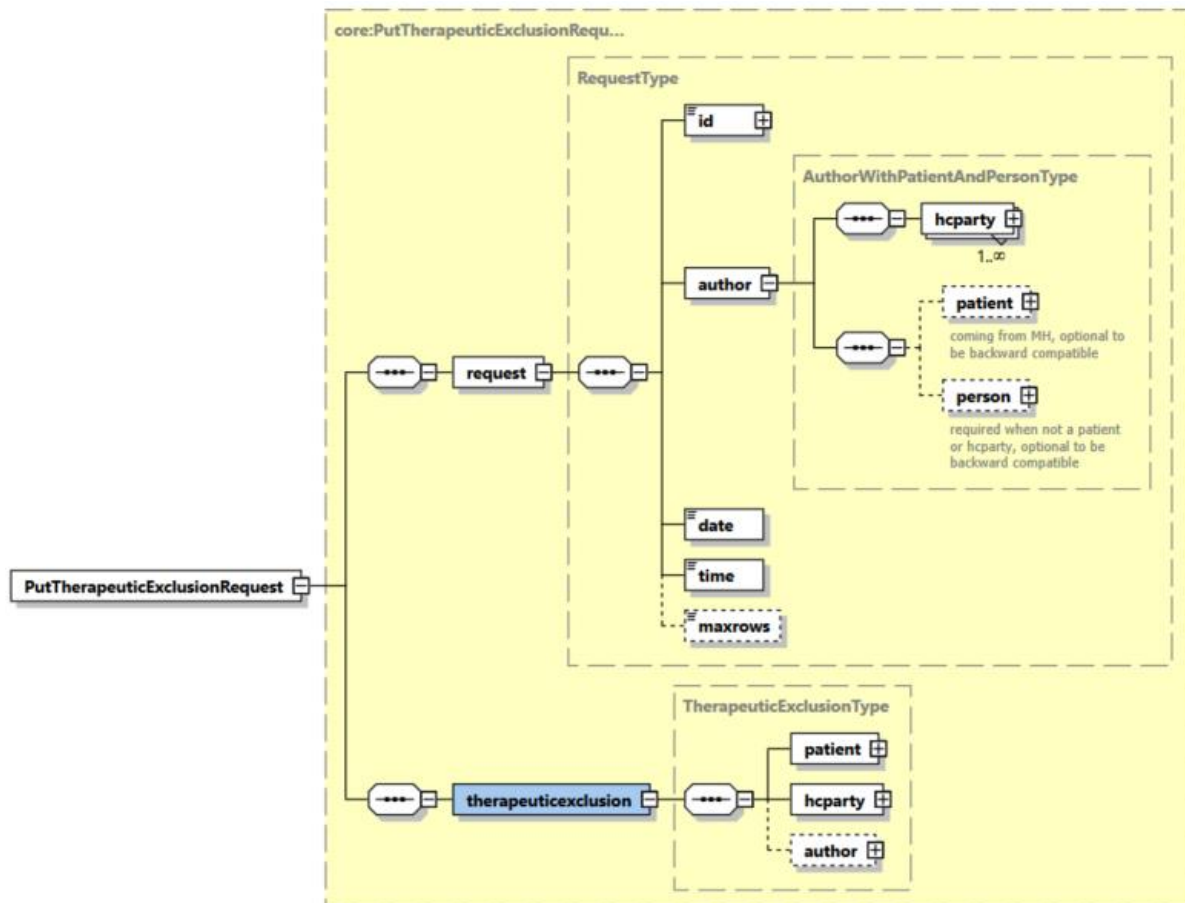 core:PutTherapeuticExclusionRequ...
RequestType
id
AuthorWithPatientAndPersonType
hcparty
1..∞
author
patient
coming from MH, optional to
be backward compatible
request
person
required when not a patient
or hcparty, optional to be
backward compatible
date
time
PutTherapeuticExclusionRequest
maxrows
TherapeuticExclusionType
patient
therapeuticexclusion
hcparty
author